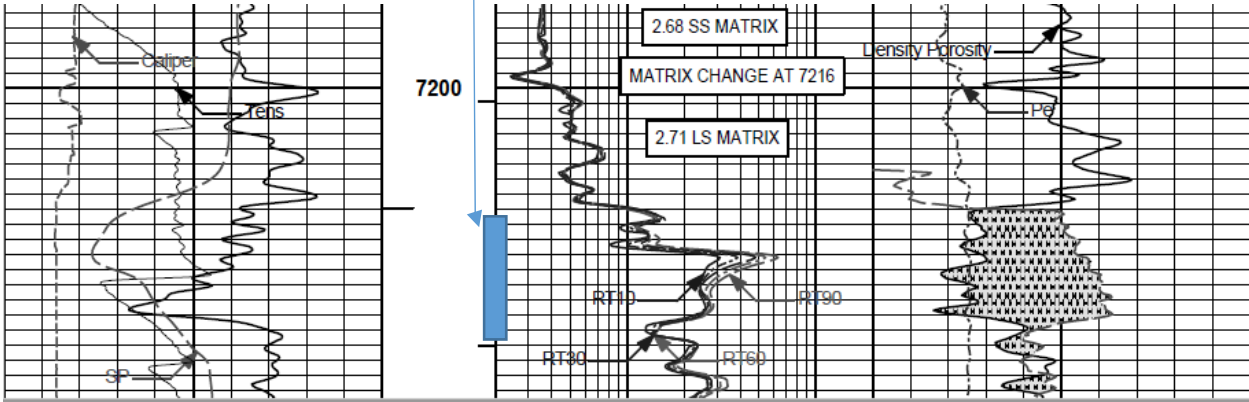 2.68 SS MATRIX
Density Porosity
Caliper
MATRIX CHANGE AT 7216
7200
Tens
Pe
2.71 LS MATRIX
RT10
RT90
RT30
RT60
SP